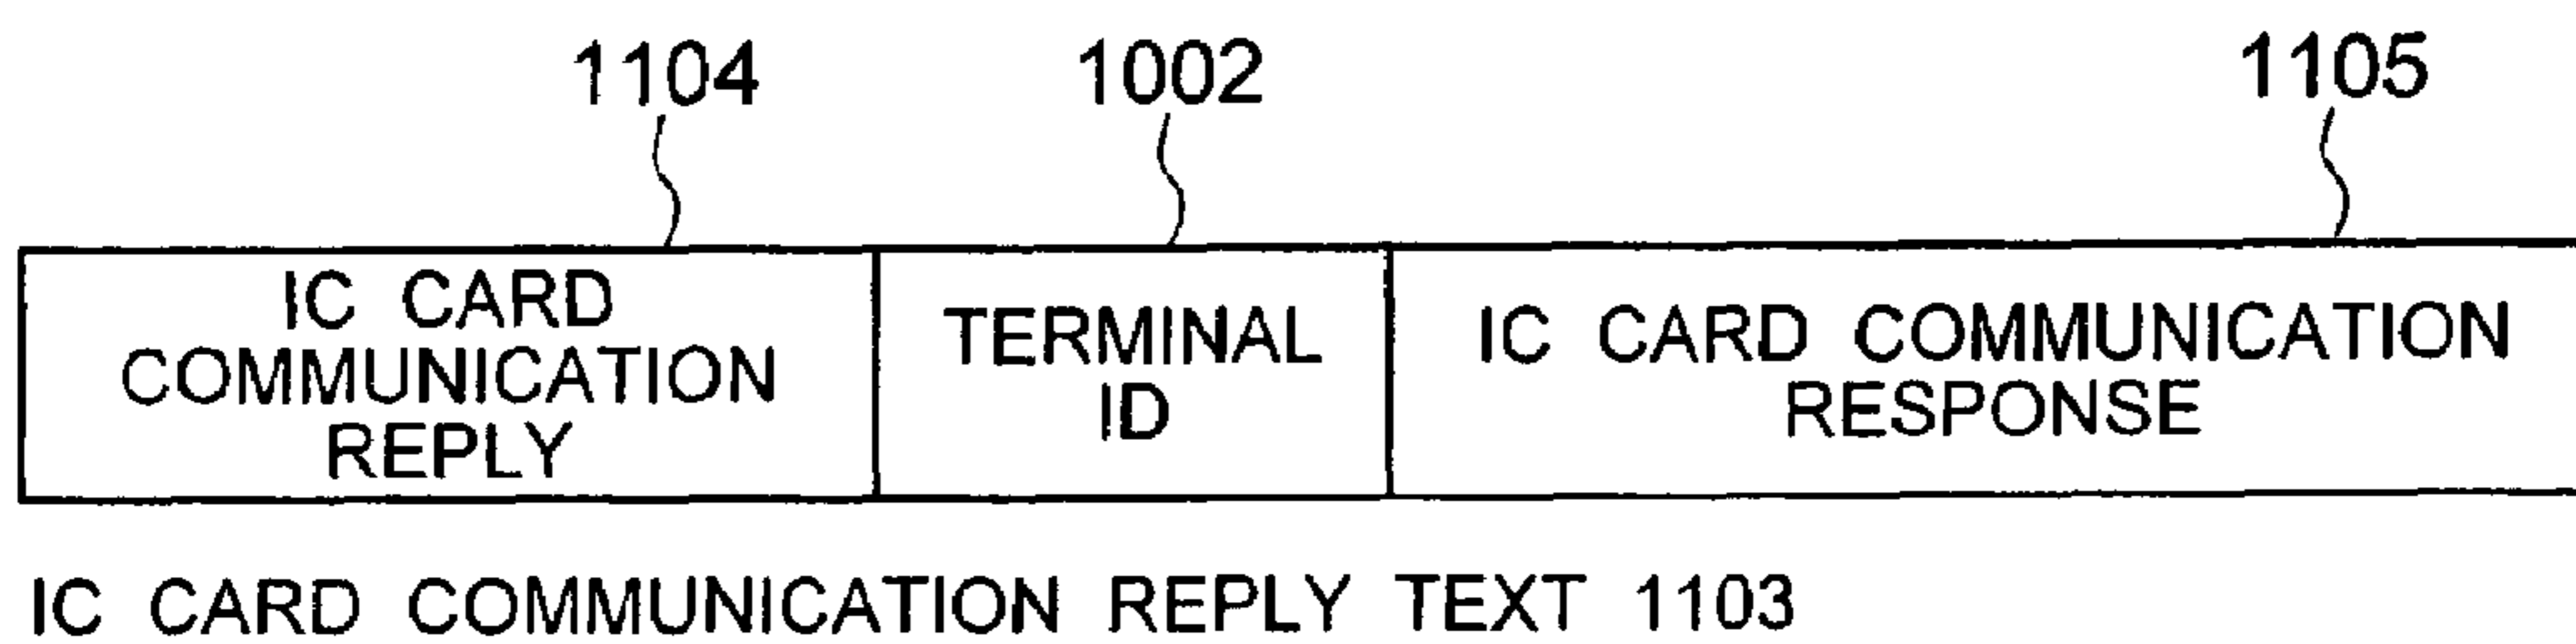 1104 1002 1105
IC CARD
COMMUNICATION
REPLY
TERMINAL
ID
IC CARD COMMUNICATION
RESPONSE
IC CARD COMMUNICATION REPLY TEXT 1103